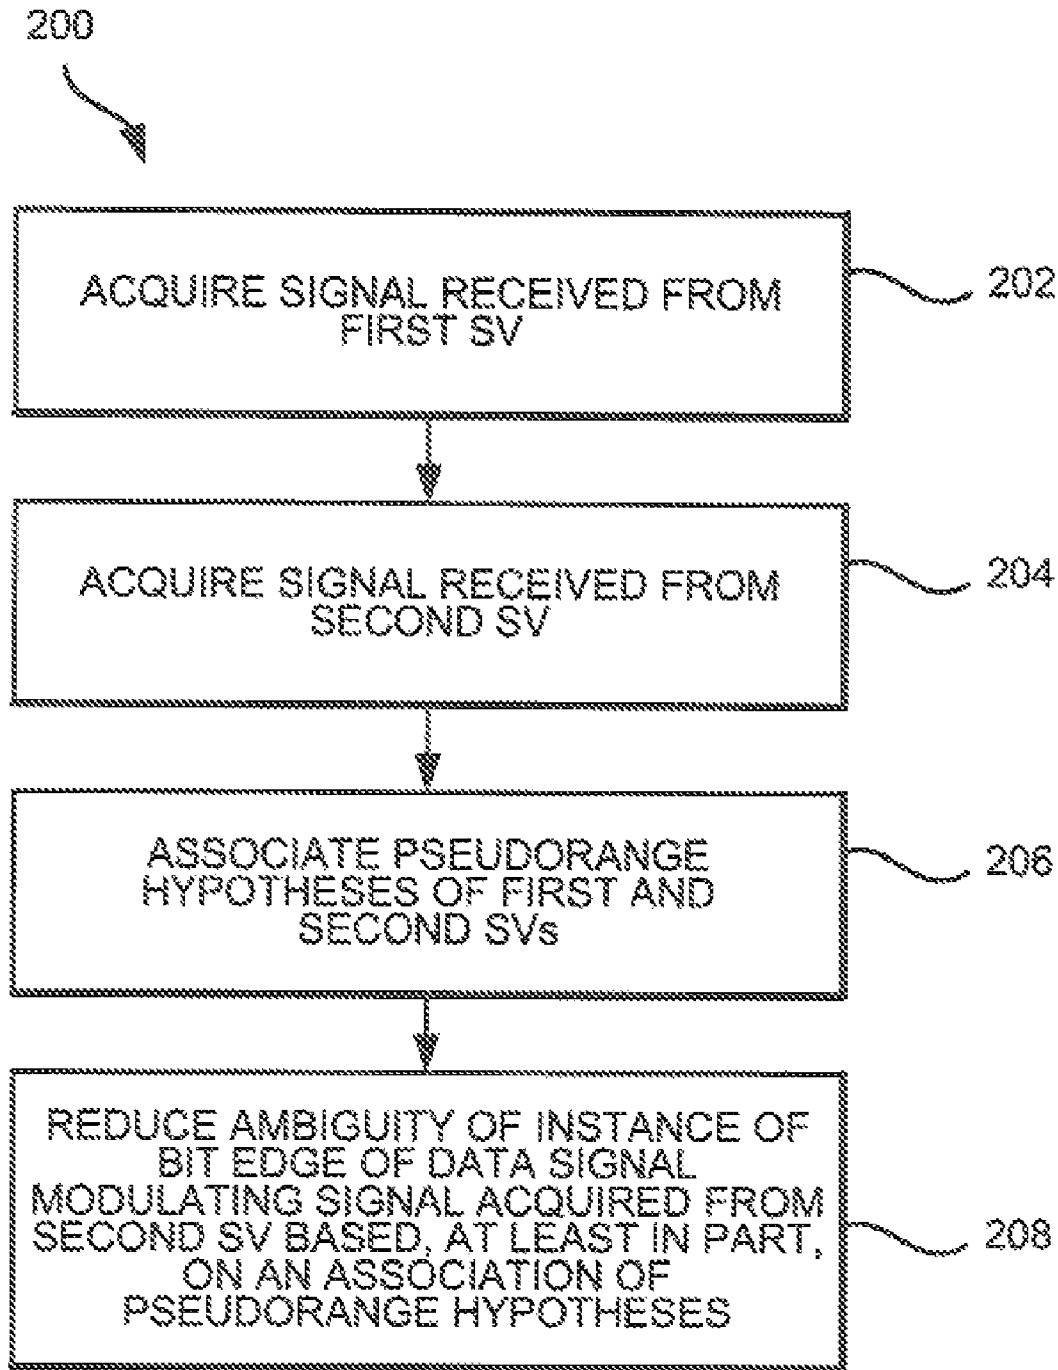 200
ACQUIRE SIGNAL RECEIVED FROM
FIRST SV
202
ACQUIRE SIGNAL RECEIVED FROM
SECOND SV
204
ASSOCIATE PSEUDORANGE
HYPOTHESES OF FIRST AND
SECOND SVs
206
REDUCE AMBIGUITY OF INSTANCE OF
BIT EDGE OF DATA SIGNAL
MODULATING SIGNAL ACQUIRED FROM
SECOND SV BASED, AT LEAST IN PART,
ON AN ASSOCIATION OF
PSEUDORANGE HYPOTHESES
208